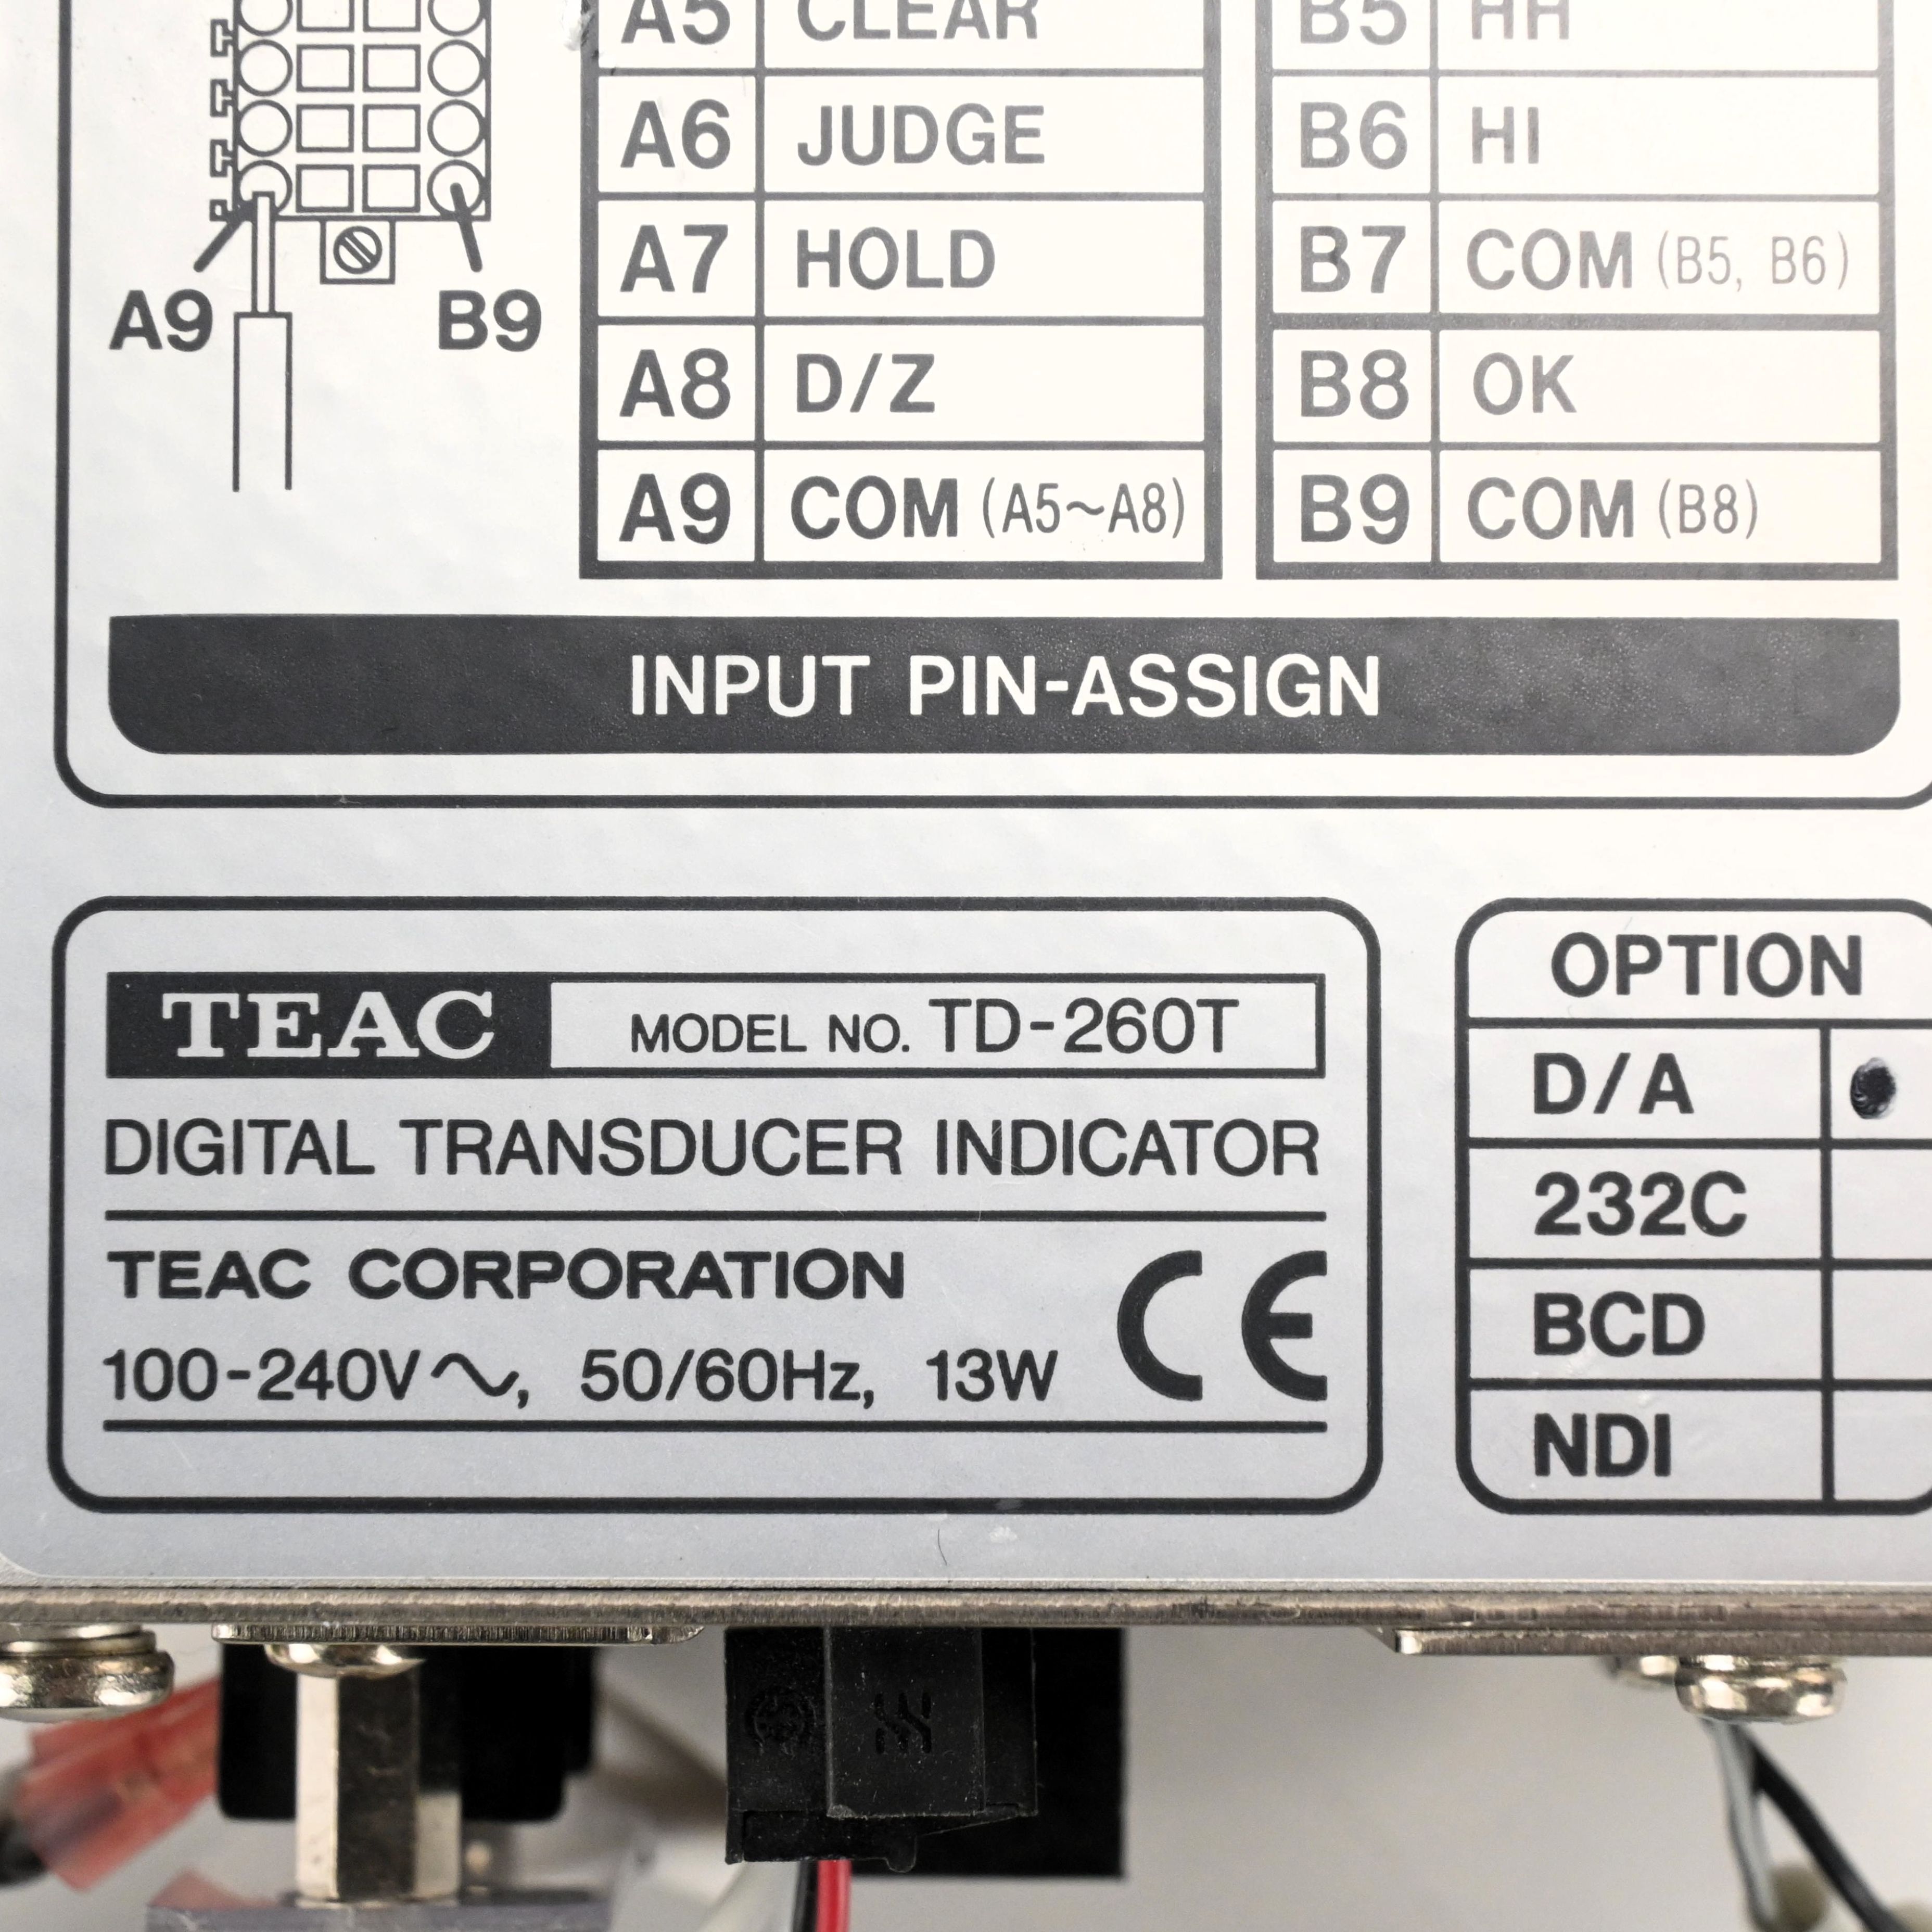 A5 CLEAR B5 HH
A6 JUDGE B6 HI
A7 HOLD B7 COM (B5, B6)
A8 D/Z B8 OK
A9 COM (A5~A8) B9 COM (B8)
A9 B9
INPUT PIN-ASSIGN
TEAC MODEL NO. TD-260T
DIGITAL TRANSDUCER INDICATOR
TEAC CORPORATION
100-240V~, 50/60Hz, 13W
CE
OPTION
D/A
232C
BCD
NDI